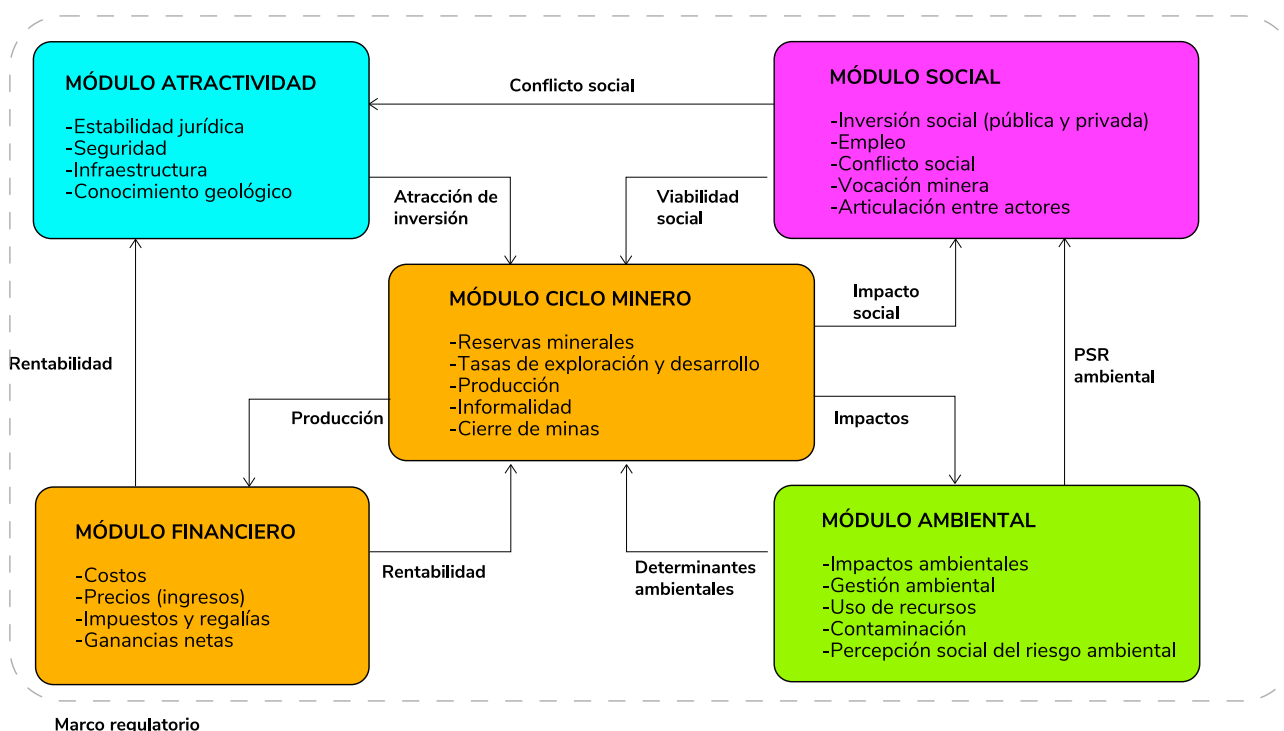 MÓDULO ATRACTIVIDAD
-Estabilidad jurídica
-Seguridad
-Infraestructura
-Conocimiento geológico
Conflicto social
MÓDULO SOCIAL
-Inversión social (pública y privada)
-Empleo
-Conflicto social
-Vocación minera
-Articulación entre actores
Atracción de
inversión
Viabilidad
social
MÓDULO CICLO MINERO
-Reservas minerales
-Tasas de exploración y desarrollo
-Producción
-Informalidad
-Cierre de minas
Impacto
social
Rentabilidad
PSR
ambiental
Producción
Impactos
MÓDULO FINANCIERO
-Costos
-Precios (ingresos)
-Impuestos y regalías
-Ganancias netas
Rentabilidad
Determinantes
ambientales
MÓDULO AMBIENTAL
-Impactos ambientales
-Gestión ambiental
-Uso de recursos
-Contaminación
-Percepción social del riesgo ambiental
Marco regulatorio